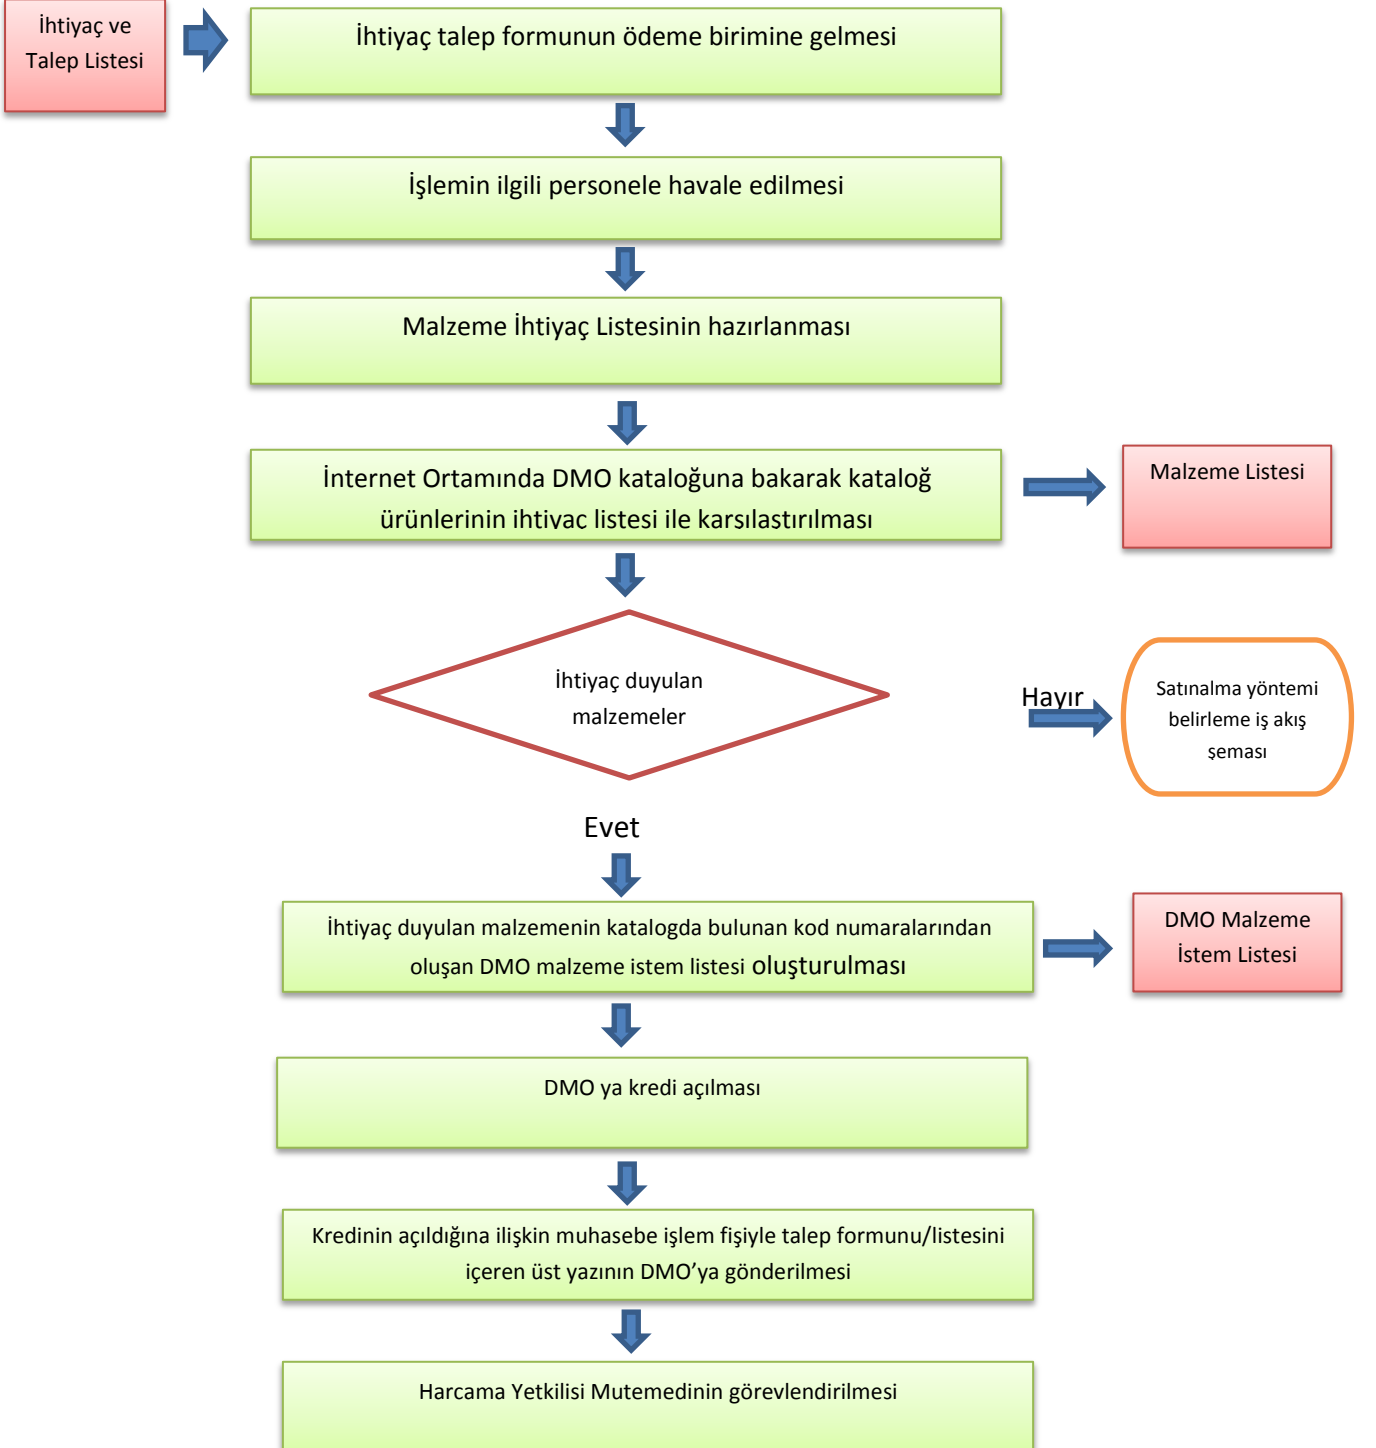 İhtiyaç ve
Talep Listesi
İhtiyaç talep formunun ödeme birimine gelmesi
İşlemin ilgili personele havale edilmesi
Malzeme İhtiyaç Listesinin hazırlanması
İnternet Ortamında DMO kataloğuna bakarak kataloğ
ürünlerinin ihtivac listesi ile karsılastırılması
Malzeme Listesi
İhtiyaç duyulan
malzemeler
Hayır
Satınalma yöntemi
belirleme iş akış
şeması
Evet
İhtiyaç duyulan malzemenin katalogda bulunan kod numaralarından
oluşan DMO malzeme istem listesi oluşturulması
DMO Malzeme
İstem Listesi
DMO ya kredi açılması
Kredinin açıldığına ilişkin muhasebe işlem fişiyle talep formunu/listesini
içeren üst yazının DMO’ya gönderilmesi
Harcama Yetkilisi Mutemedinin görevlendirilmesi